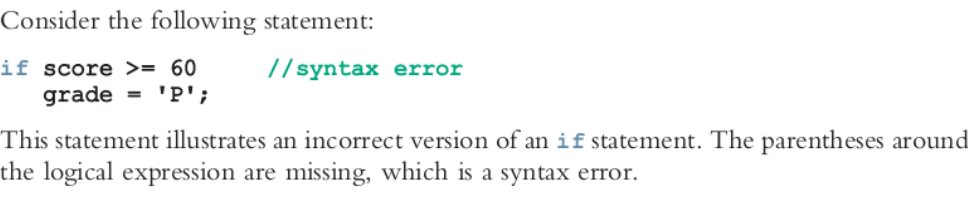 Consider the following statement:
if score >= 60 //syntax error
grade = 'P';
This statement illustrates an incorrect version of an if statement. The parentheses around
the logical expression are missing, which is a syntax error.